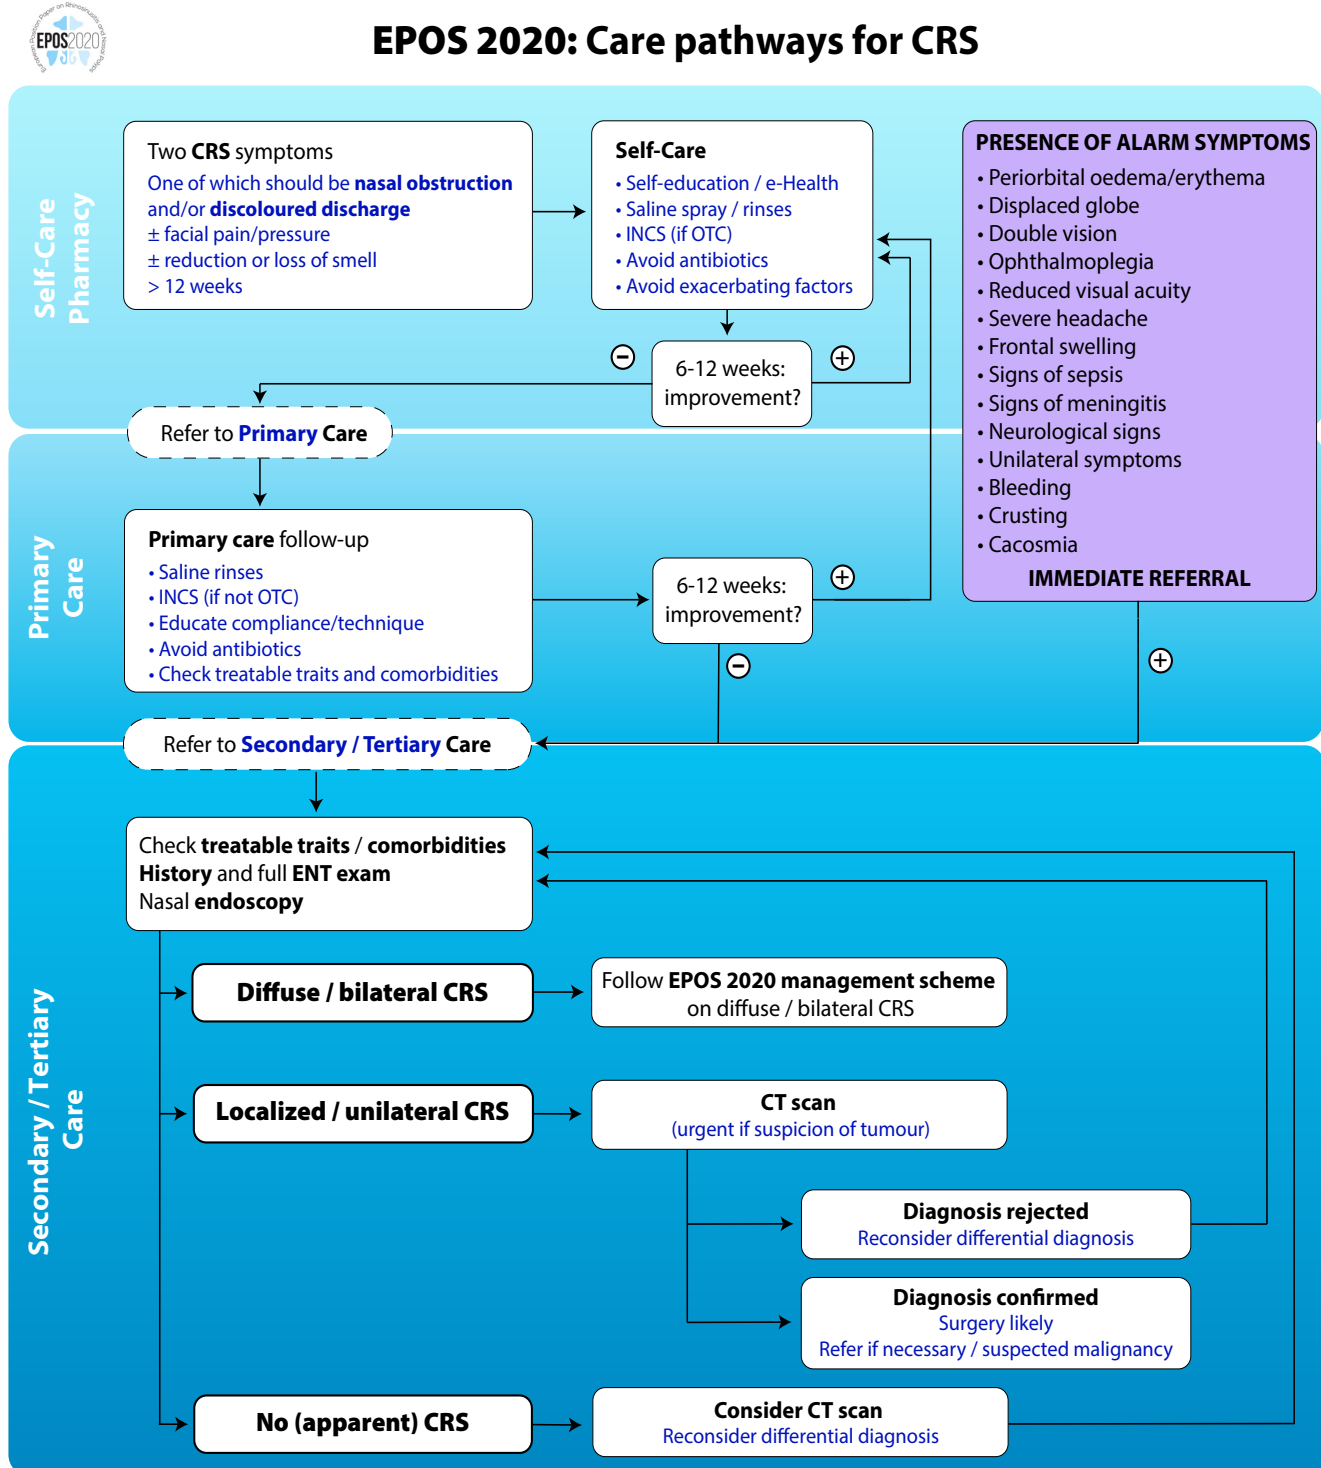 European Position Paper on Rhinosinusitis and Nasal Polyps
EPOS2020
EPOS 2020: Care pathways for CRS
Self-Care
Pharmacy
Two CRS symptoms
One of which should be nasal obstruction
and/or discoloured discharge
± facial pain/pressure
± reduction or loss of smell
> 12 weeks
Self-Care
• Self-education / e-Health
• Saline spray / rinses
• INCS (if OTC)
• Avoid antibiotics
• Avoid exacerbating factors
6-12 weeks:
improvement?
−
+
Refer to Primary Care
PRESENCE OF ALARM SYMPTOMS
• Periorbital oedema/erythema
• Displaced globe
• Double vision
• Ophthalmoplegia
• Reduced visual acuity
• Severe headache
• Frontal swelling
• Signs of sepsis
• Signs of meningitis
• Neurological signs
• Unilateral symptoms
• Bleeding
• Crusting
• Cacosmia
IMMEDIATE REFERRAL
+
Primary
Care
Primary care follow-up
• Saline rinses
• INCS (if not OTC)
• Educate compliance/technique
• Avoid antibiotics
• Check treatable traits and comorbidities
6-12 weeks:
improvement?
+
−
Refer to Secondary / Tertiary Care
Secondary / Tertiary
Care
Check treatable traits / comorbidities
History and full ENT exam
Nasal endoscopy
Diffuse / bilateral CRS
Follow EPOS 2020 management scheme
on diffuse / bilateral CRS
Localized / unilateral CRS
CT scan
(urgent if suspicion of tumour)
Diagnosis rejected
Reconsider differential diagnosis
Diagnosis confirmed
Surgery likely
Refer if necessary / suspected malignancy
No (apparent) CRS
Consider CT scan
Reconsider differential diagnosis